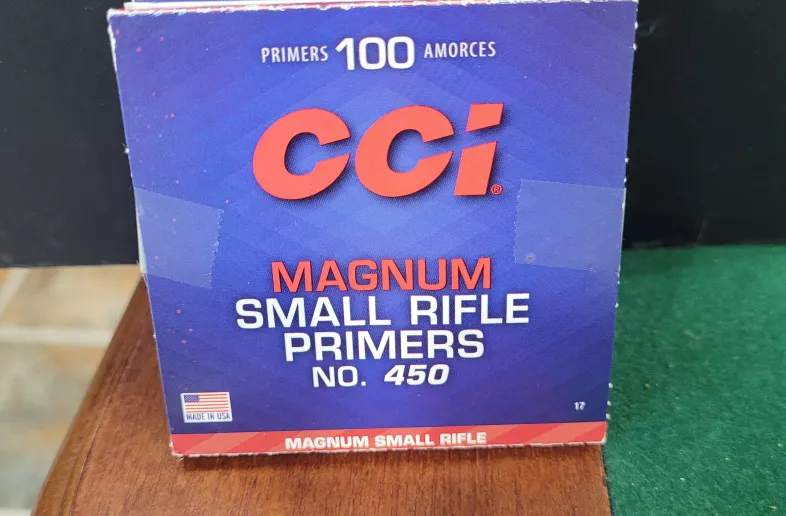 PRIMERS 100 AMORCES
CCI®
MAGNUM
SMALL RIFLE
PRIMERS
NO. 450
MADE IN USA
17
MAGNUM SMALL RIFLE